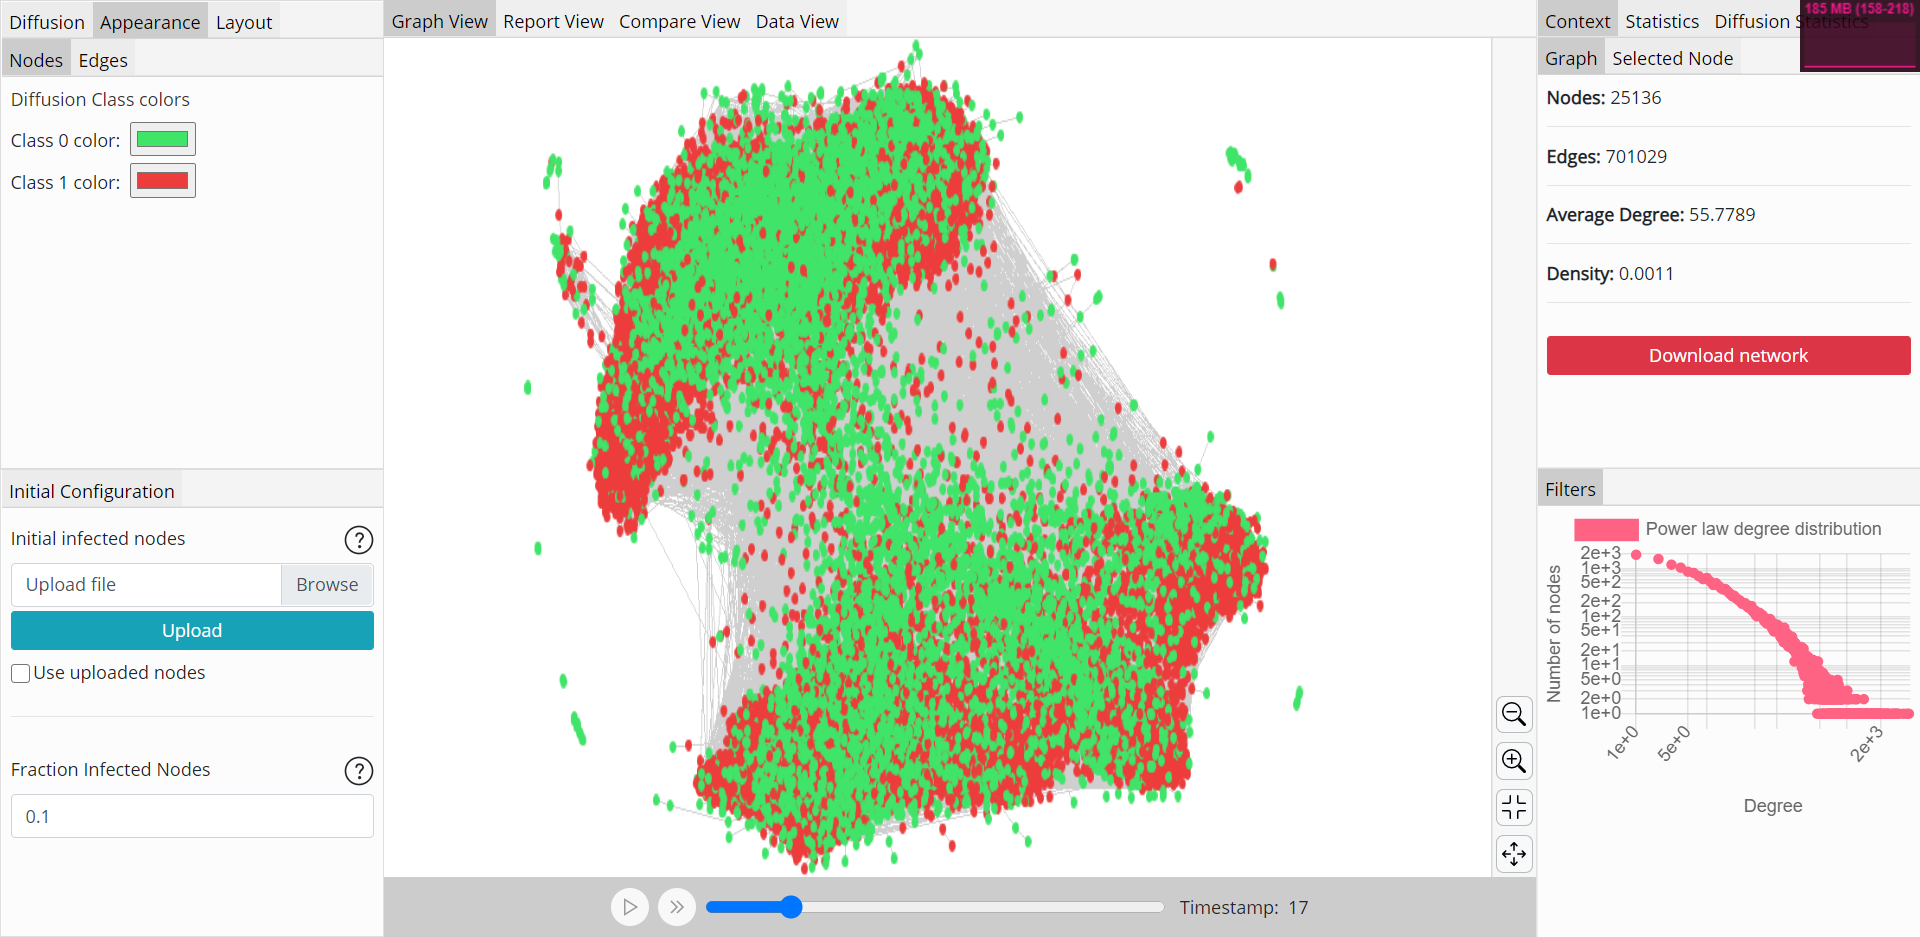 Diffusion Appearance Layout
Nodes Edges
Diffusion Class colors
Class 0 color:
Class 1 color:
Initial Configuration
Initial infected nodes ?
Upload file Browse
Upload
Use uploaded nodes
Fraction Infected Nodes ?
0.1
Graph View Report View Compare View Data View
Timestamp: 17
Context Statistics Diffusion Statistics
185 MB (158-218)
Graph Selected Node
Nodes: 25136
Edges: 701029
Average Degree: 55.7789
Density: 0.0011
Download network
Filters
Power law degree distribution
Number of nodes
2e+3
1e+3
5e+2
2e+2
1e+2
5e+1
2e+1
1e+1
5e+0
2e+0
1e+0
1e+0 5e+0 2e+3
Degree